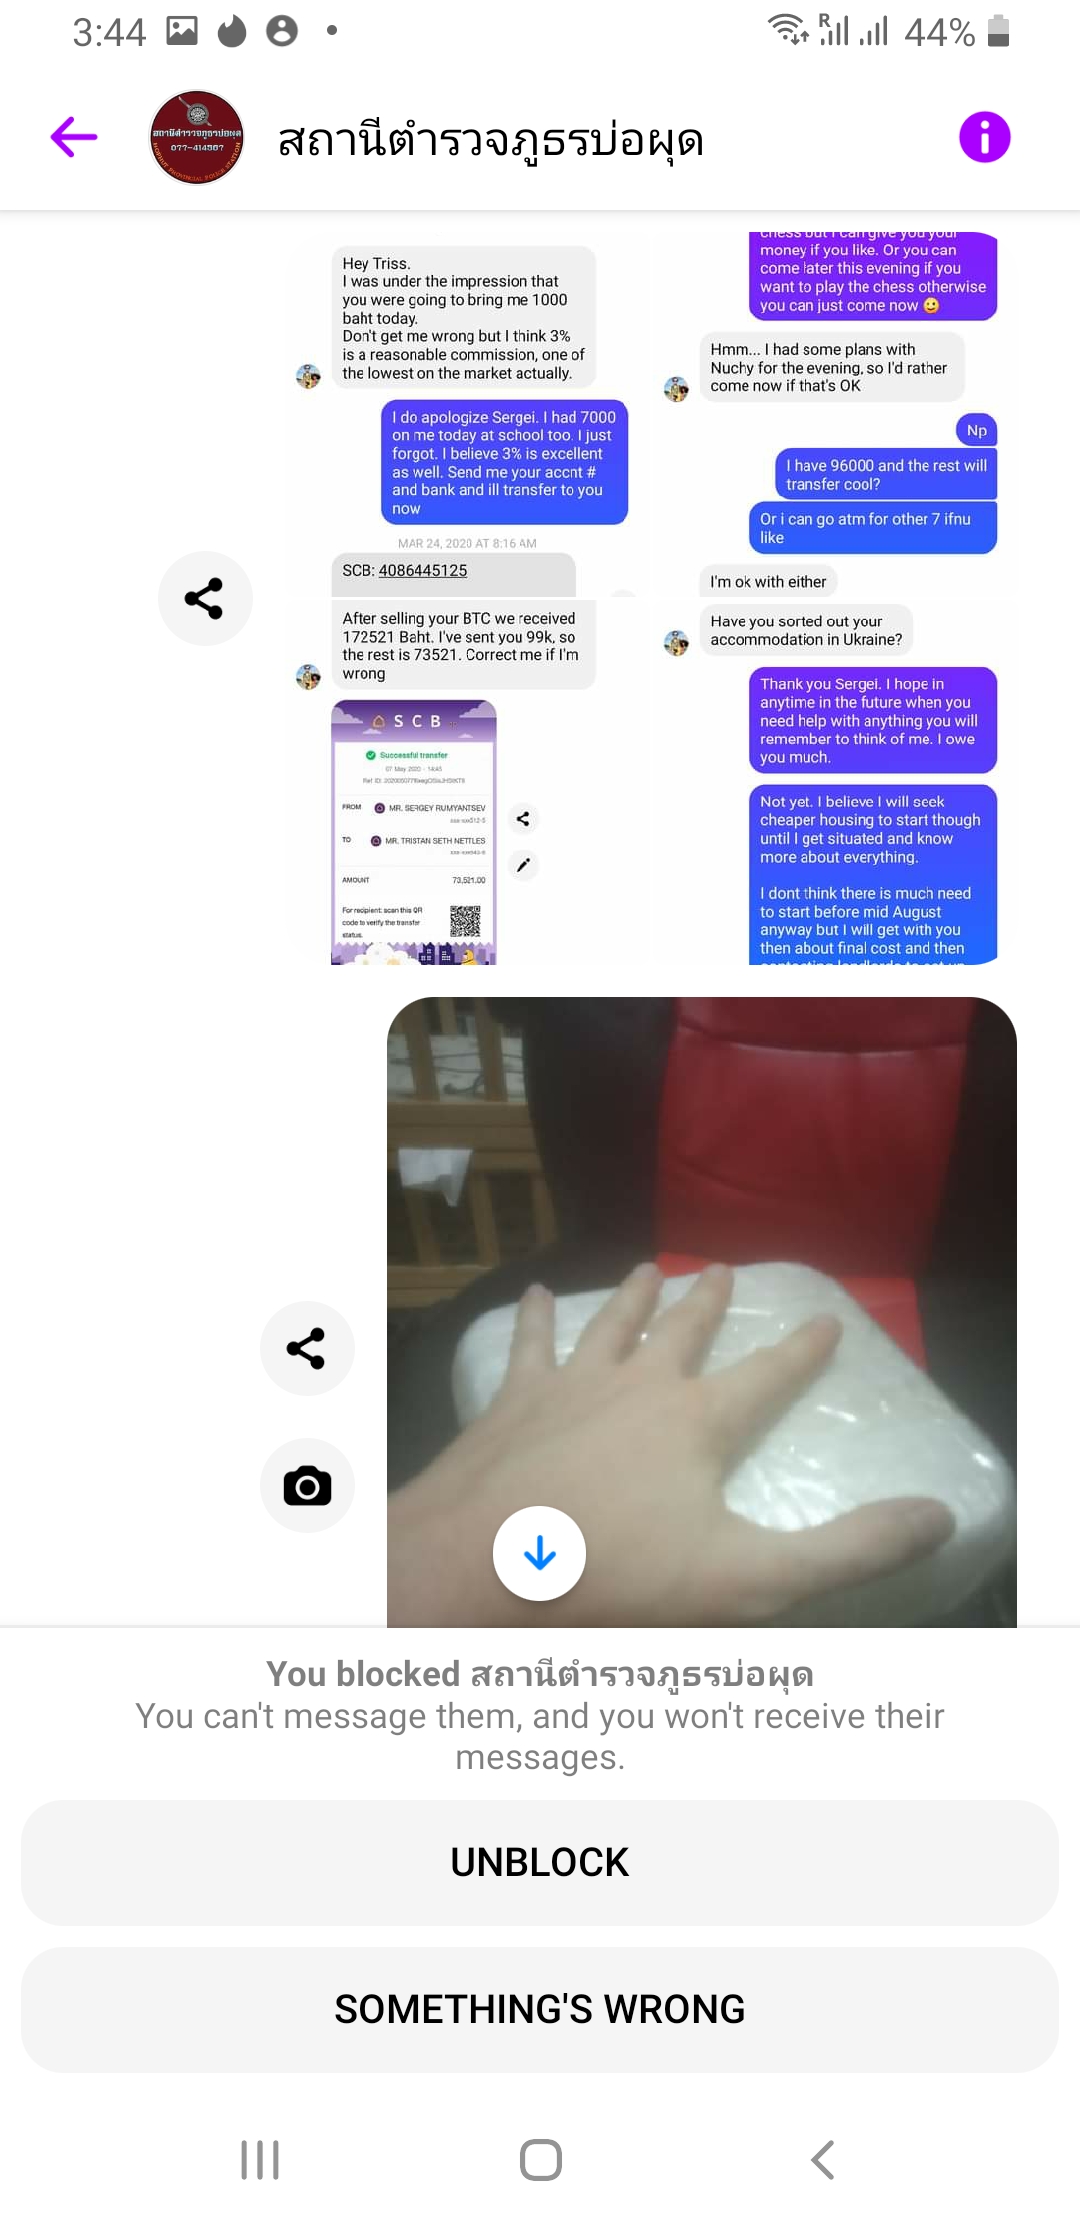 3:44
R
44%
สถานีตำรวจภูธรบ่อผุด
สถานีตำรวจภูธรบ่อผุด
077-414567
Hey Triss.
I was under the impression that
you were going to bring me 1000
baht today.
Don't get me wrong but I think 3%
is a reasonable commission, one of
the lowest on the market actually.
I do apologize Sergei. I had 7000
on me today at school too. I just
forgot. I believe 3% is excellent
as well. Send me your accnt #
and bank and ill transfer to you
now
MAR 24, 2020 AT 8:16 AM
SCB: 4086445125
chess but I can give you your
money if you like. Or you can
come later this evening if you
want to play the chess otherwise
you can just come now
Hmm... I had some plans with
Nuchy for the evening, so I'd rather
come now if that's OK
Np
I have 96000 and the rest will
transfer cool?
Or i can go atm for other 7 ifnu
like
I'm ok with either
After selling your BTC we received
172521 Baht. I've sent you 99k, so
the rest is 73521. Correct me if I'm
wrong
SCB
Successful transfer
07 May 2020 - 14:43
FROM
MR. SERGEY RUMYANTSEV
TO
MR. TRISTAN SETH NETTLES
AMOUNT
73,521.00
For recipient: scan this QR
code to verify the transfer
status.
Have you sorted out your
accommodation in Ukraine?
Thank you Sergei. I hope in
anytime in the future when you
need help with anything you will
remember to think of me. I owe
you much.
Not yet. I believe I will seek
cheaper housing to start though
until I get situated and know
more about everything.
I dont think there is much need
to start before mid August
anyway but I will get with you
then about final cost and then
You blocked สถานีตำรวจภูธรบ่อผุด
You can't message them, and you won't receive their
messages.
UNBLOCK
SOMETHING'S WRONG